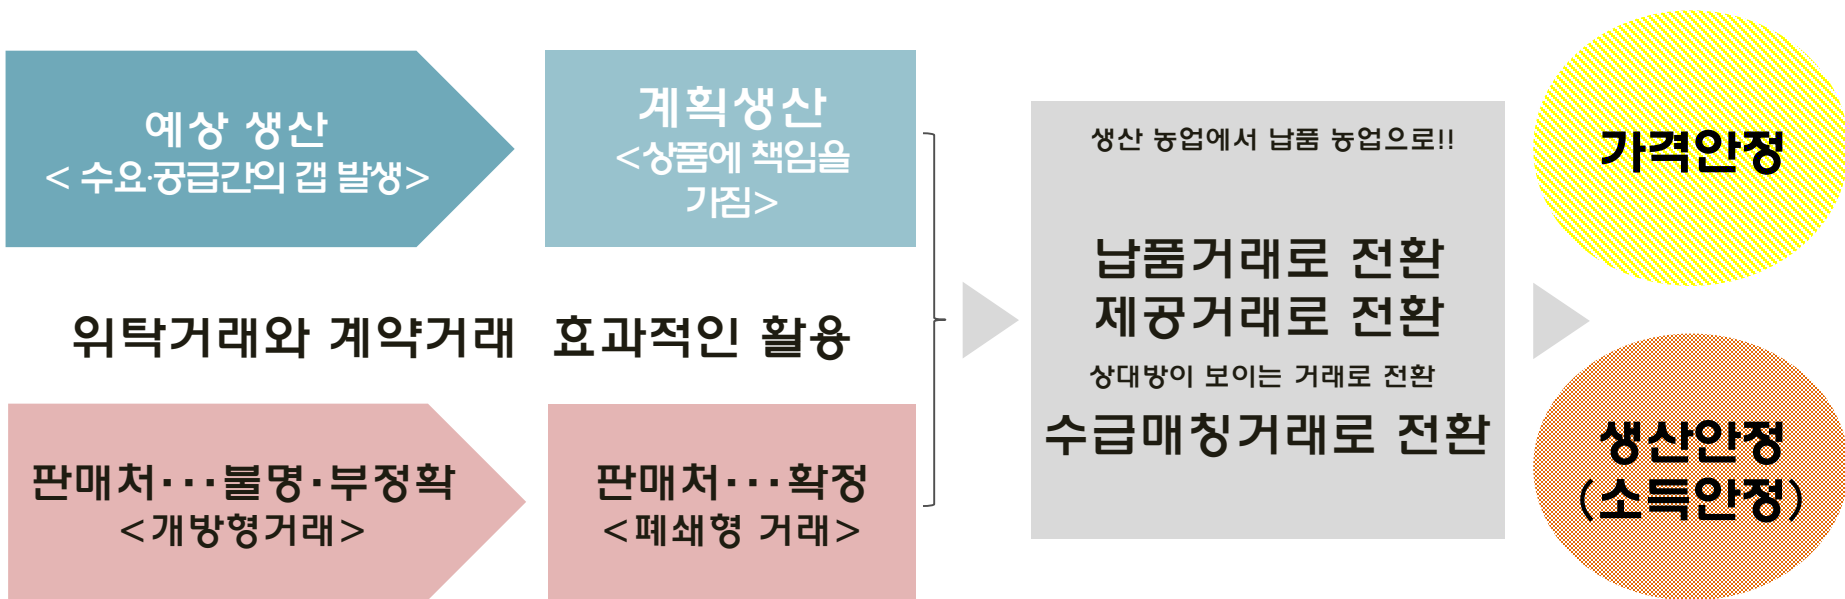 예상 생산
< 수요·공급간의 갭 발생>
계획생산
<상품에 책임을
가짐>
위탁거래와 계약거래 효과적인 활용
판매처···불명·부정확
<개방형거래>
판매처···확정
<폐쇄형 거래>
생산 농업에서 납품 농업으로!!
납품거래로 전환
제공거래로 전환
상대방이 보이는 거래로 전환
수급매칭거래로 전환
가격안정
생산안정
(소득안정)